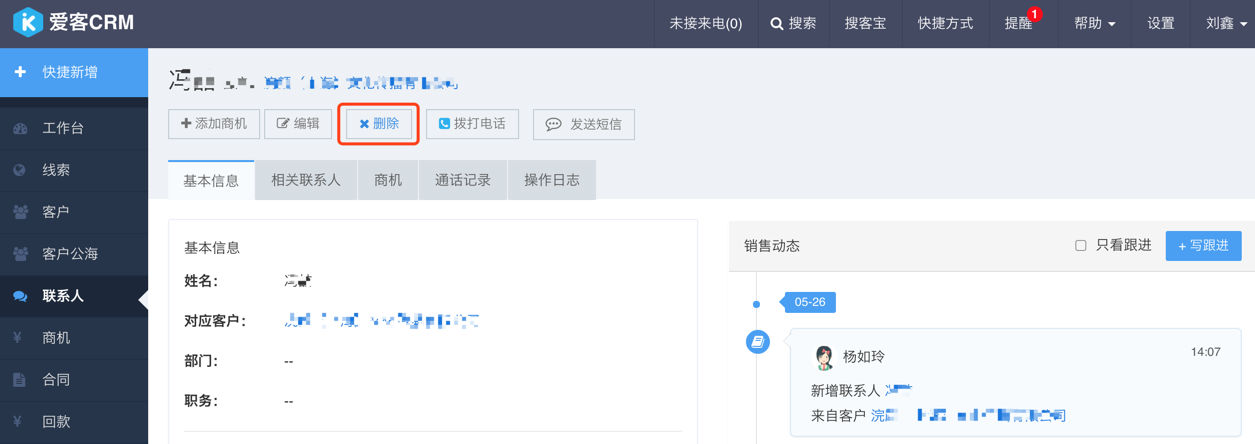 爱客CRM
未接来电(0)
搜索
搜客宝
快捷方式
提醒
1
帮助
设置
刘鑫
快捷新增
工作台
线索
客户
客户公海
联系人
商机
合同
回款
添加商机
编辑
删除
拨打电话
发送短信
基本信息
相关联系人
商机
通话记录
操作日志
基本信息
姓名:
对应客户:
部门: --
职务: --
销售动态
只看跟进
+ 写跟进
05-26
杨如玲
14:07
新增联系人
来自客户